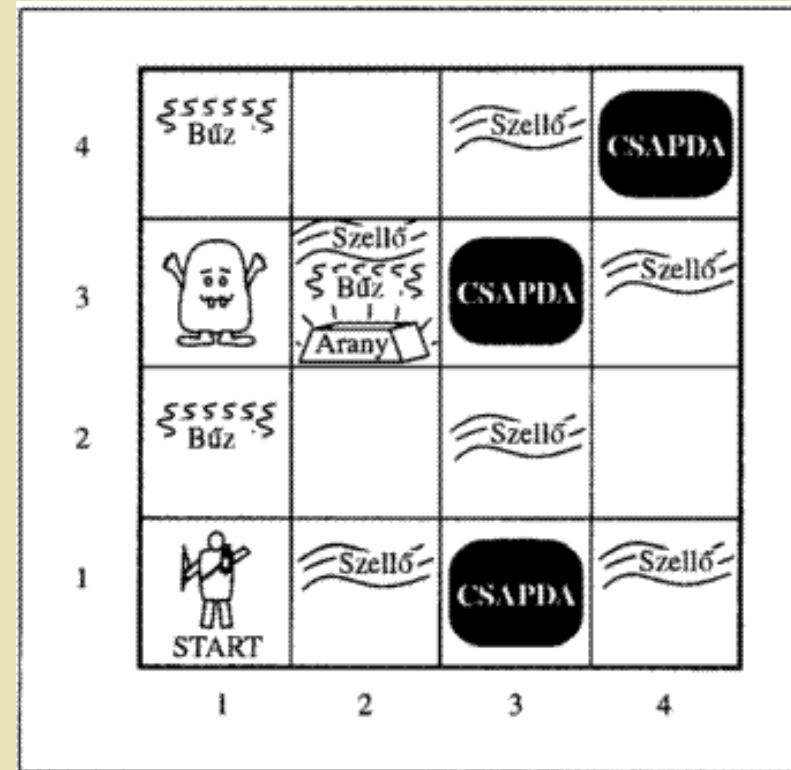 4
Bűz
Szellő
CSAPDA
3
Szellő
Bűz
Arany
CSAPDA
Szellő
2
Bűz
Szellő
1
START
Szellő
CSAPDA
Szellő
1 2 3 4